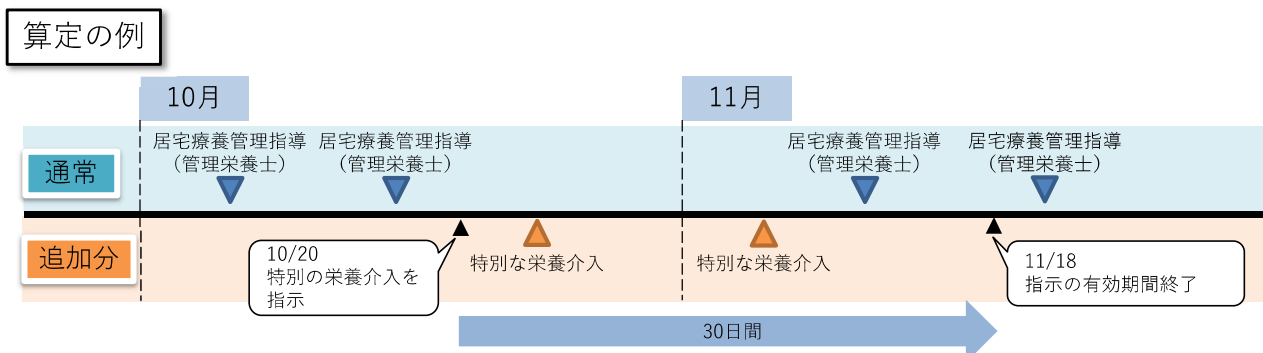 算定の例
10月
11月
居宅療養管理指導
(管理栄養士)
居宅療養管理指導
(管理栄養士)
居宅療養管理指導
(管理栄養士)
居宅療養管理指導
(管理栄養士)
通常
追加分
10/20
特別の栄養介入を
指示
特別な栄養介入
特別な栄養介入
11/18
指示の有効期間終了
30日間